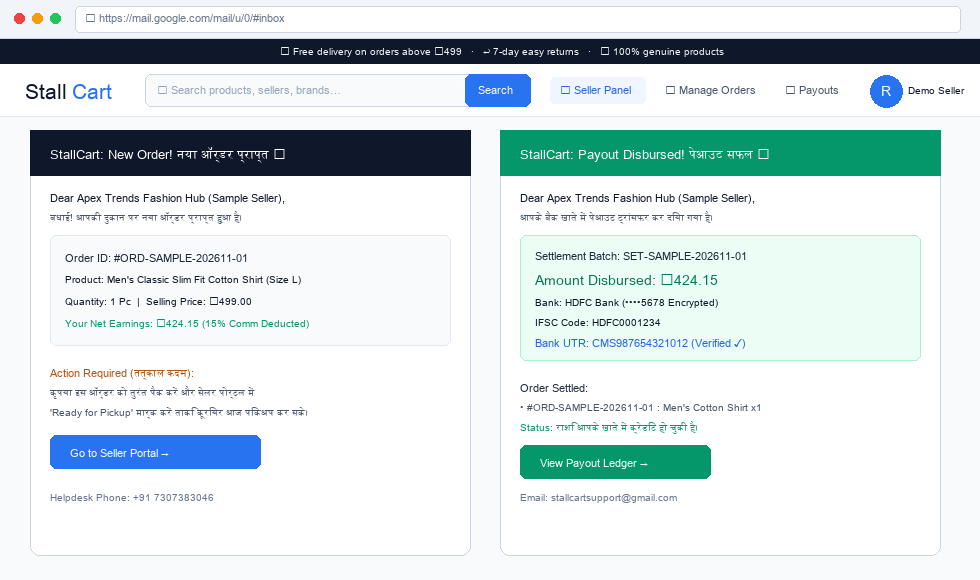 https://mail.google.com/mail/u/0/#inbox
Free delivery on orders above □499 · ↵ 7-day easy returns · 100% genuine products
Stall Cart
Search products, sellers, brands...
Search
Seller Panel
Manage Orders
Payouts
R
Demo Seller
StallCart: New Order! नया ऑर्डर प्राप्त
Dear Apex Trends Fashion Hub (Sample Seller),
बधाई! आपकी दुकान पर नया ऑर्डर प्राप्त हुआ है।
Order ID: #ORD-SAMPLE-202611-01
Product: Men's Classic Slim Fit Cotton Shirt (Size L)
Quantity: 1 Pc | Selling Price: □499.00
Your Net Earnings: □424.15 (15% Comm Deducted)
Action Required (तत्काल कदम):
कृपया इस ऑर्डर को तुरंत पैक करें और सेलर पोर्टल में
'Ready for Pickup' मार्क करें ताकि कूरियर आज पिकअप कर सके।
Go to Seller Portal →
Helpdesk Phone: +91 7307383046
StallCart: Payout Disbursed! पेआउट सफल
Dear Apex Trends Fashion Hub (Sample Seller),
आपके बैंक खाते में पेआउट ट्रांसफर कर दिया गया है।
Settlement Batch: SET-SAMPLE-202611-01
Amount Disbursed: □424.15
Bank: HDFC Bank (••••5678 Encrypted)
IFSC Code: HDFC0001234
Bank UTR: CMS987654321012 (Verified ✓)
Order Settled:
• #ORD-SAMPLE-202611-01 : Men's Cotton Shirt x1
Status: राशि आपके खाते में क्रेडिट हो चुकी है।
View Payout Ledger →
Email: stallcartsupport@gmail.com